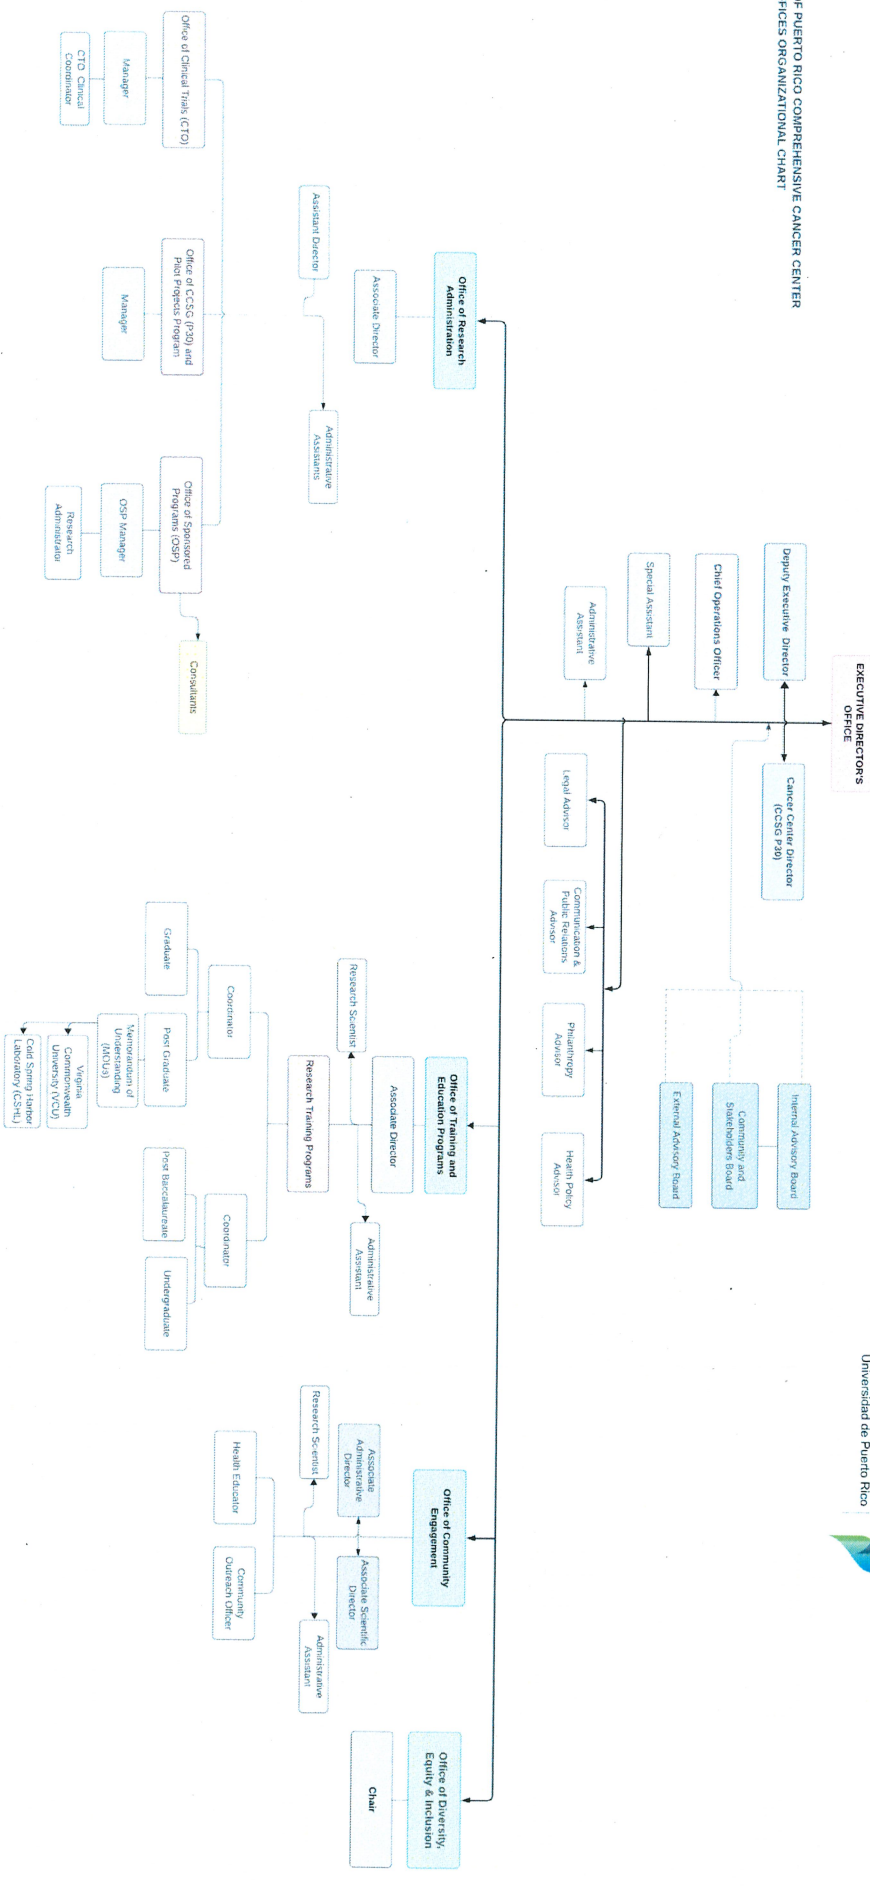 F PUERTO RICO COMPREHENSIVE CANCER CENTER
FICES ORGANIZATIONAL CHART
Universidad de Puerto Rico
EXECUTIVE DIRECTOR'S
OFFICE
Deputy Executive Director
Cancer Center Director
(CCSG P30)
Chief Operations Officer
Special Assistant
Administrative
Assistant
Internal Advisory Board
Community and
Stakeholders Board
External Advisory Board
Legal Advisor
Communication &
Public Relations
Advisor
Philanthropy
Advisor
Health Policy
Advisor
Office of Research
Administration
Associate Director
Assistant Director
Administrative
Assistants
Office of Clinical Trials (CTO)
Manager
CTO Clinical
Coordinator
Office of CCSG (P30) and
Pilot Projects Program
Manager
Office of Sponsored
Programs (OSP)
OSP Manager
Research
Administrator
Consultants
Office of Training and
Education Programs
Associate Director
Research Scientist
Administrative
Assistant
Research Training Programs
Coordinator
Graduate
Post Graduate
Memorandum of
Understanding
(MOUs)
Virginia
Commonwealth
University (VCU)
Cold Spring Harbor
Laboratory (CSHL)
Coordinator
Post Baccalaureate
Undergraduate
Office of Community
Engagement
Associate
Administrative
Director
Associate Scientific
Director
Research Scientist
Administrative
Assistant
Health Educator
Community
Outreach Officer
Office of Diversity,
Equity & Inclusion
Chair